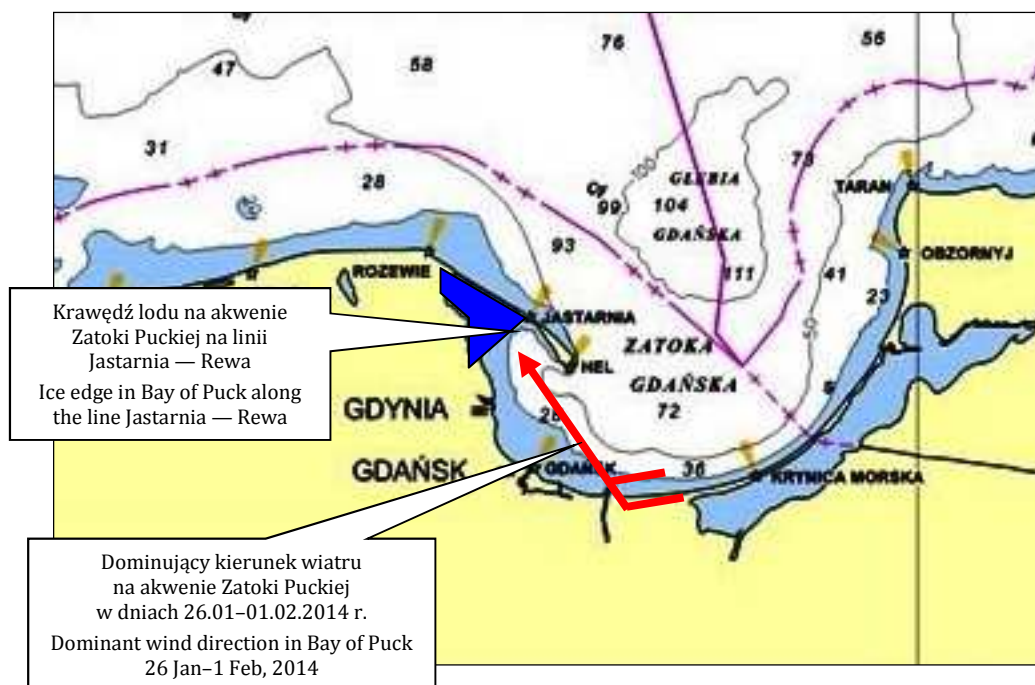 56
76
47
58
31
28
100
GŁĘBIA
104
GDAŃSKA
99
111
73
TARAN
93
OBZORNYJ
41
23
ROZEWIE
50
JASTARNIA
ZATOKA
GDAŃSKA
HEL
72
GDYNIA
GDAŃSK
GDAŃSK
36
KRYNICA MORSKA
Krawędź lodu na akwenie
Zatoki Puckiej na linii
Jastarnia — Rewa
Ice edge in Bay of Puck along
the line Jastarnia — Rewa
Dominujący kierunek wiatru
na akwenie Zatoki Puckiej
w dniach 26.01–01.02.2014 r.
Dominant wind direction in Bay of Puck
26 Jan–1 Feb, 2014